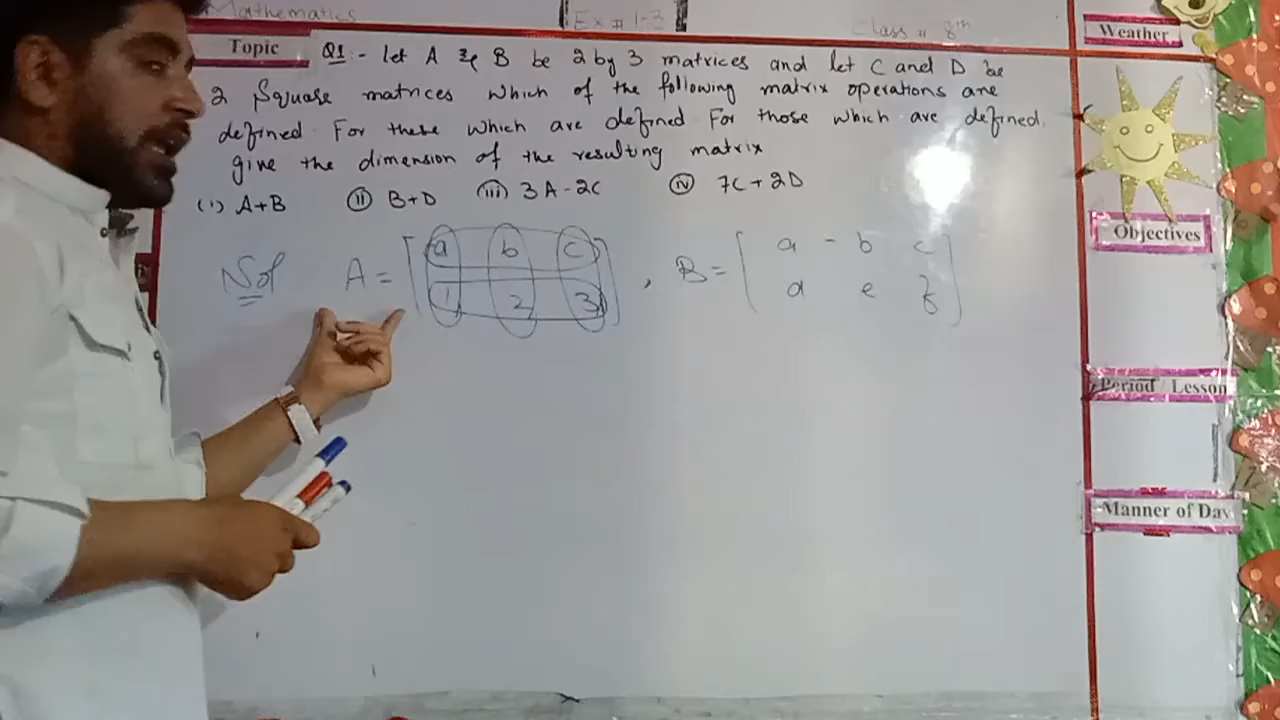 Mathematics
Ex # 1-3
Class # 8th
Weather
Topic
Q1 :- let A & B be 2 by 3 matrices and let C and D be
2 Square matrices which of the following matrix operations are
defined. For these which are defined For those which are defined.
give the dimension of the resulting matrix
(i) A+B (ii) B+D (iii) 3A-2C (iv) 7C+2D
Objectives
Sol A = [a b c
1 2 3] , B = [a - b c
a e f]
Period / Lesson
Manner of Day